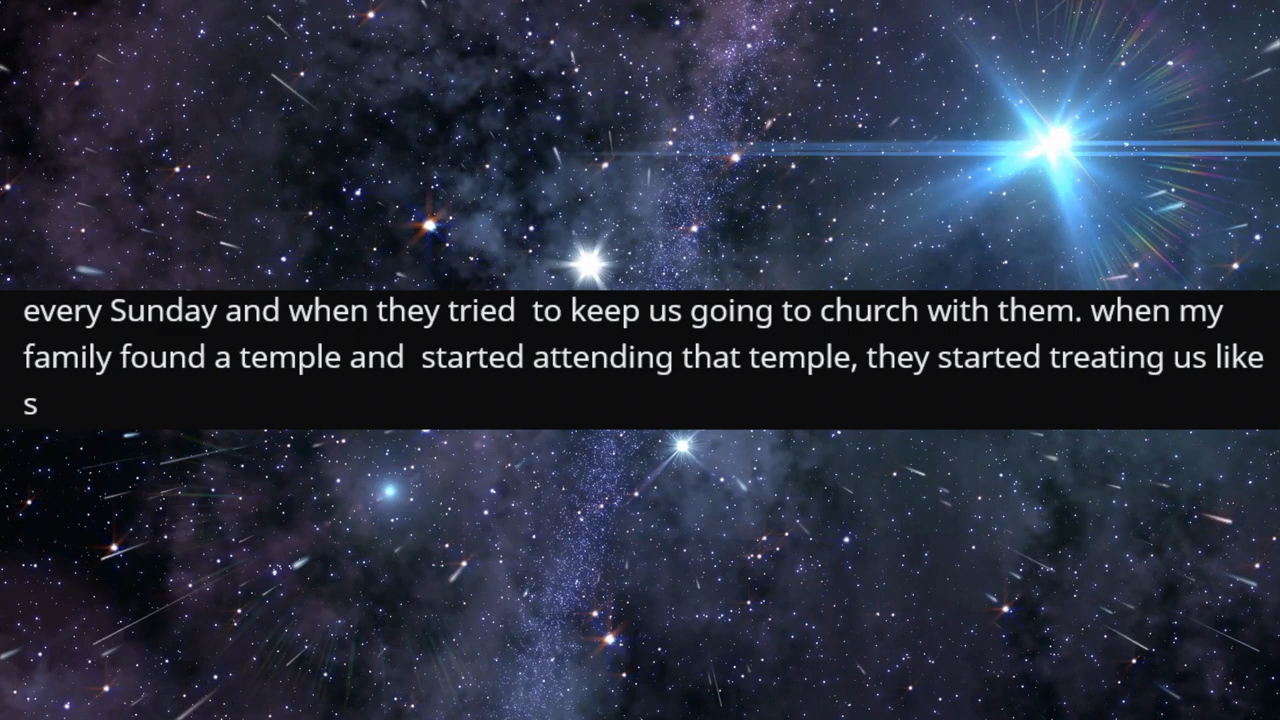 every Sunday and when they tried  to keep us going to church with them. when my
family found a temple and  started attending that temple, they started treating us like
s